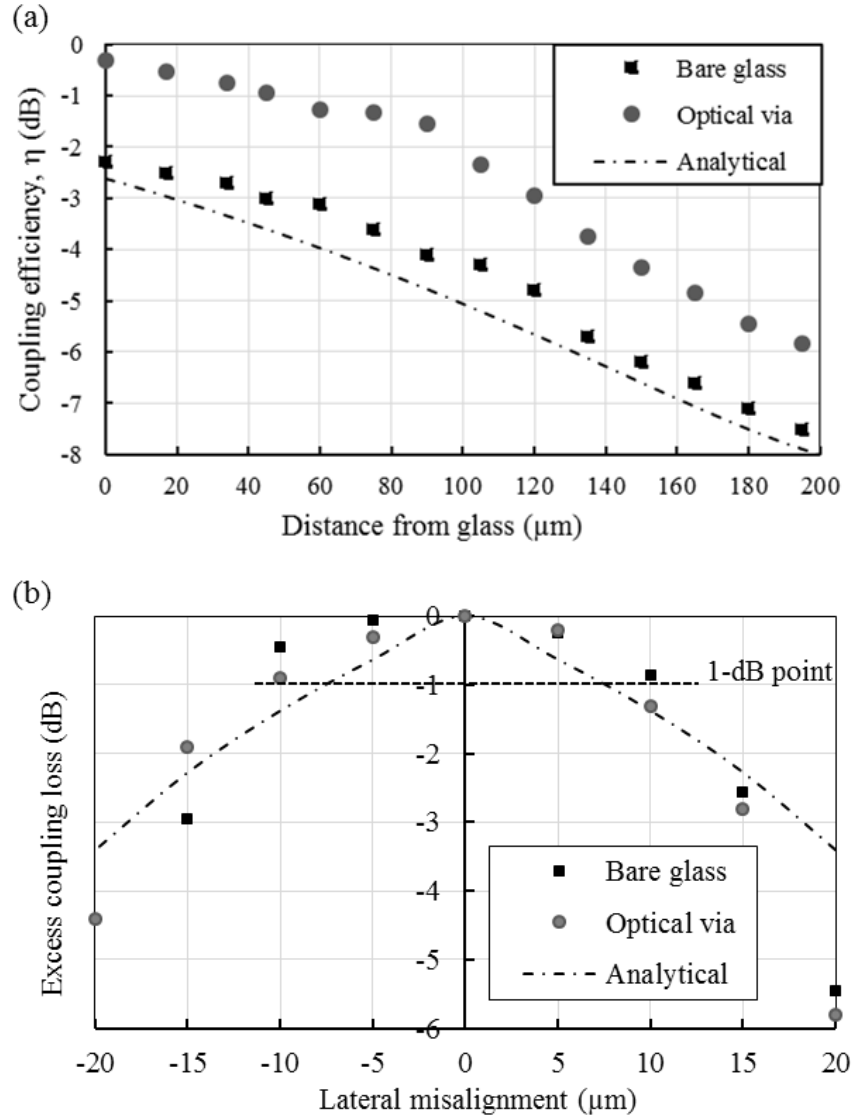 (a)
0
-1
-2
-3
-4
-5
-6
-7
-8
Coupling efficiency, η (dB)
Bare glass
Optical via
Analytical
0 20 40 60 80 100 120 140 160 180 200
Distance from glass (µm)
(b)
0
-1
-2
-3
-4
-5
-6
Excess coupling loss (dB)
1-dB point
Bare glass
Optical via
Analytical
-20 -15 -10 -5 0 5 10 15 20
Lateral misalignment (µm)